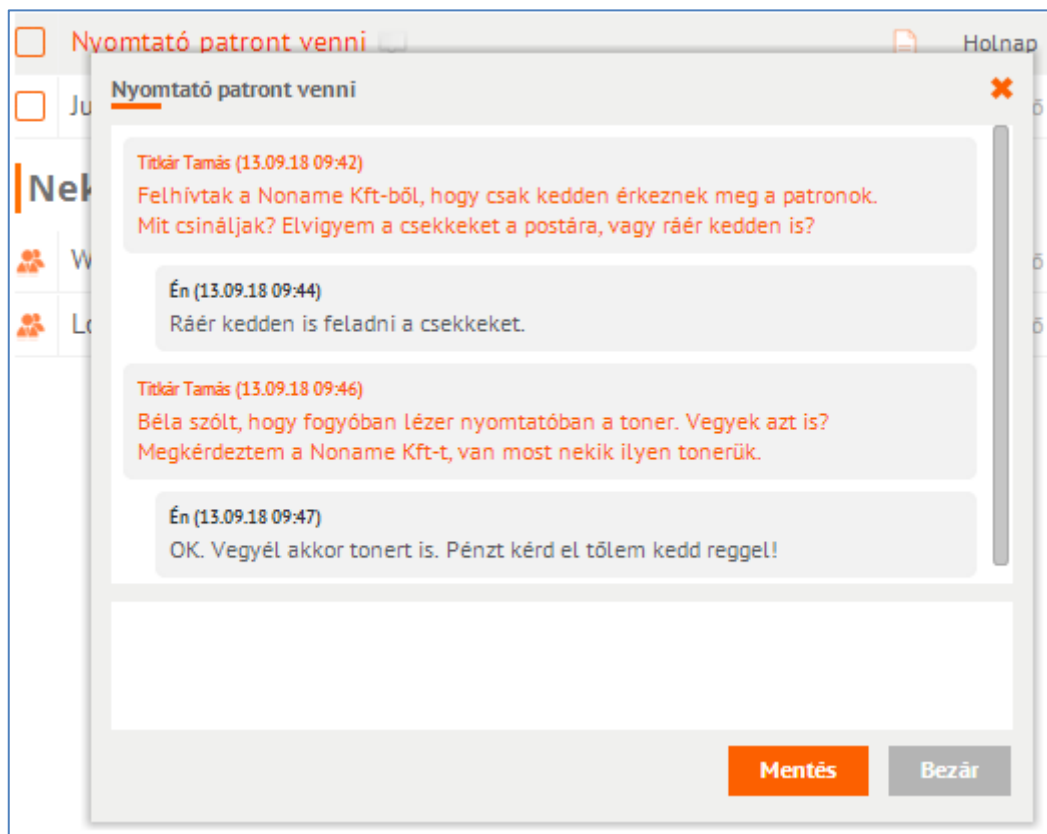 Nyomtató patront venni
Holnap
Nyomtató patront venni
Titkár Tamás (13.09.18 09:42)
Felhívtak a Noname Kft-ből, hogy csak kedden érkeznek meg a patronok.
Mit csináljak? Elvigyem a csekkeket a postára, vagy ráér kedden is?
Én (13.09.18 09:44)
Ráér kedden is feladni a csekkeket.
Titkár Tamás (13.09.18 09:46)
Béla szólt, hogy fogyóban lézer nyomtatóban a toner. Vegyek azt is?
Megkérdeztem a Noname Kft-t, van most nekik ilyen tonerük.
Én (13.09.18 09:47)
OK. Vegyél akkor tonert is. Pénzt kérd el tőlem kedd reggel!
Mentés
Bezár